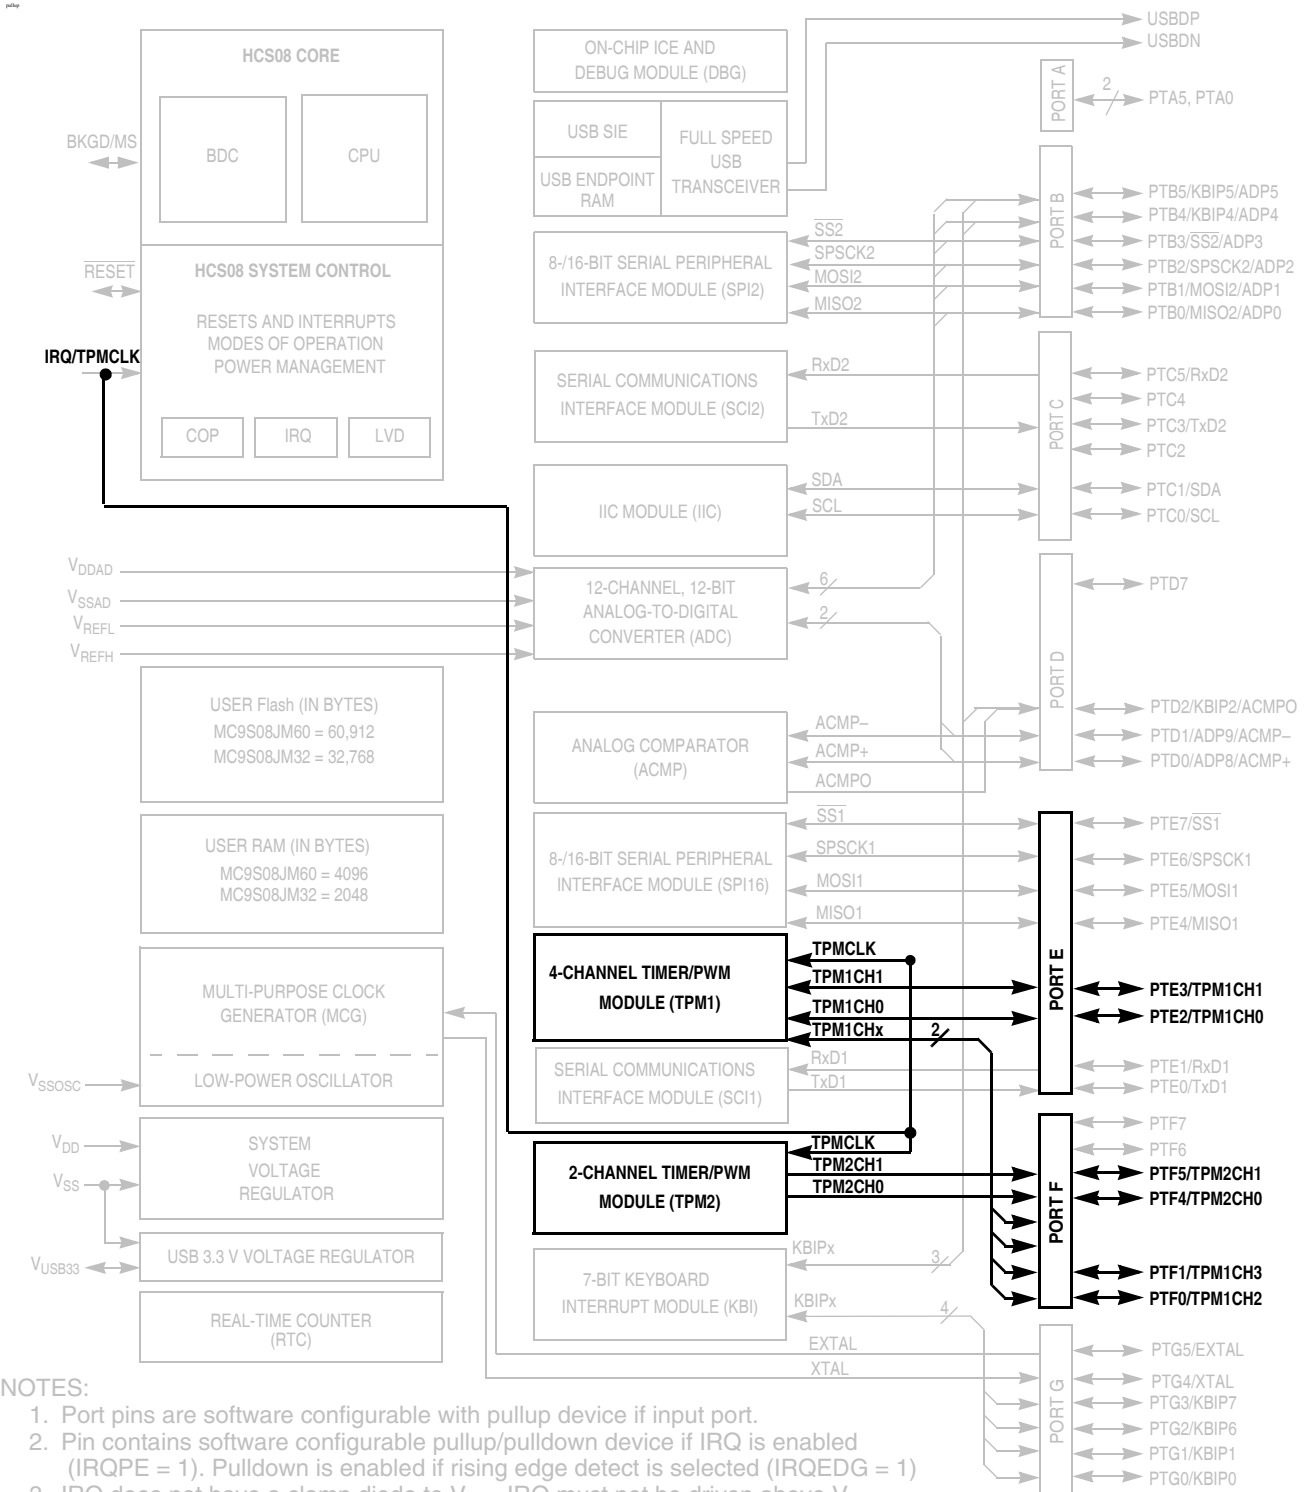 pullup
HCS08 CORE
BDC
CPU
BKGD/MS
HCS08 SYSTEM CONTROL
RESET
RESETS AND INTERRUPTS
MODES OF OPERATION
POWER MANAGEMENT
IRQ/TPMCLK
COP
IRQ
LVD
VDDAD
VSSAD
VREFL
VREFH
USER Flash (IN BYTES)
MC9S08JM60 = 60,912
MC9S08JM32 = 32,768
USER RAM (IN BYTES)
MC9S08JM60 = 4096
MC9S08JM32 = 2048
MULTI-PURPOSE CLOCK
GENERATOR (MCG)
LOW-POWER OSCILLATOR
VSSOSC
VDD
VSS
SYSTEM
VOLTAGE
REGULATOR
USB 3.3 V VOLTAGE REGULATOR
VUSB33
REAL-TIME COUNTER
(RTC)
ON-CHIP ICE AND
DEBUG MODULE (DBG)
USB SIE
USB ENDPOINT
RAM
FULL SPEED
USB
TRANSCEIVER
8-/16-BIT SERIAL PERIPHERAL
INTERFACE MODULE (SPI2)
SS2
SPSCK2
MOSI2
MISO2
SERIAL COMMUNICATIONS
INTERFACE MODULE (SCI2)
RxD2
TxD2
IIC MODULE (IIC)
SDA
SCL
12-CHANNEL, 12-BIT
ANALOG-TO-DIGITAL
CONVERTER (ADC)
6
2
ANALOG COMPARATOR
(ACMP)
ACMP–
ACMP+
ACMPO
8-/16-BIT SERIAL PERIPHERAL
INTERFACE MODULE (SPI16)
SS1
SPSCK1
MOSI1
MISO1
4-CHANNEL TIMER/PWM
MODULE (TPM1)
TPMCLK
TPM1CH1
TPM1CH0
TPM1CHx
2
SERIAL COMMUNICATIONS
INTERFACE MODULE (SCI1)
RxD1
TxD1
2-CHANNEL TIMER/PWM
MODULE (TPM2)
TPMCLK
TPM2CH1
TPM2CH0
7-BIT KEYBOARD
INTERRUPT MODULE (KBI)
KBIPx
3
KBIPx
4
EXTAL
XTAL
USBDP
USBDN
PORT A
2
PTA5, PTA0
PORT B
PTB5/KBIP5/ADP5
PTB4/KBIP4/ADP4
PTB3/SS2/ADP3
PTB2/SPSCK2/ADP2
PTB1/MOSI2/ADP1
PTB0/MISO2/ADP0
PORT C
PTC5/RxD2
PTC4
PTC3/TxD2
PTC2
PTC1/SDA
PTC0/SCL
PORT D
PTD7
PTD2/KBIP2/ACMPO
PTD1/ADP9/ACMP–
PTD0/ADP8/ACMP+
PORT E
PTE7/SS1
PTE6/SPSCK1
PTE5/MOSI1
PTE4/MISO1
PTE3/TPM1CH1
PTE2/TPM1CH0
PTE1/RxD1
PTE0/TxD1
PORT F
PTF7
PTF6
PTF5/TPM2CH1
PTF4/TPM2CH0
PTF1/TPM1CH3
PTF0/TPM1CH2
PORT G
PTG5/EXTAL
PTG4/XTAL
PTG3/KBIP7
PTG2/KBIP6
PTG1/KBIP1
PTG0/KBIP0
NOTES:
1. Port pins are software configurable with pullup device if input port.
2. Pin contains software configurable pullup/pulldown device if IRQ is enabled
(IRQPE = 1). Pulldown is enabled if rising edge detect is selected (IRQEDG = 1)
3. IRQ does not have a clamp diode to V IRQ must not be driven above V